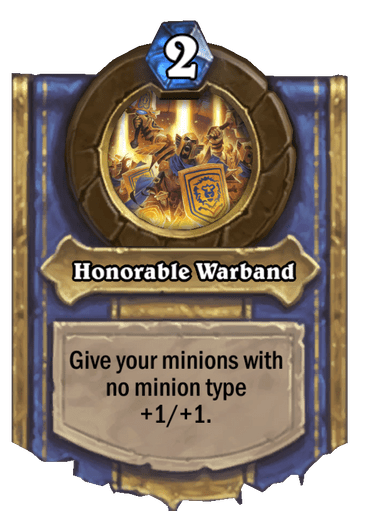 2
Honorable Warband
Give your minions with
no minion type
+1/+1.